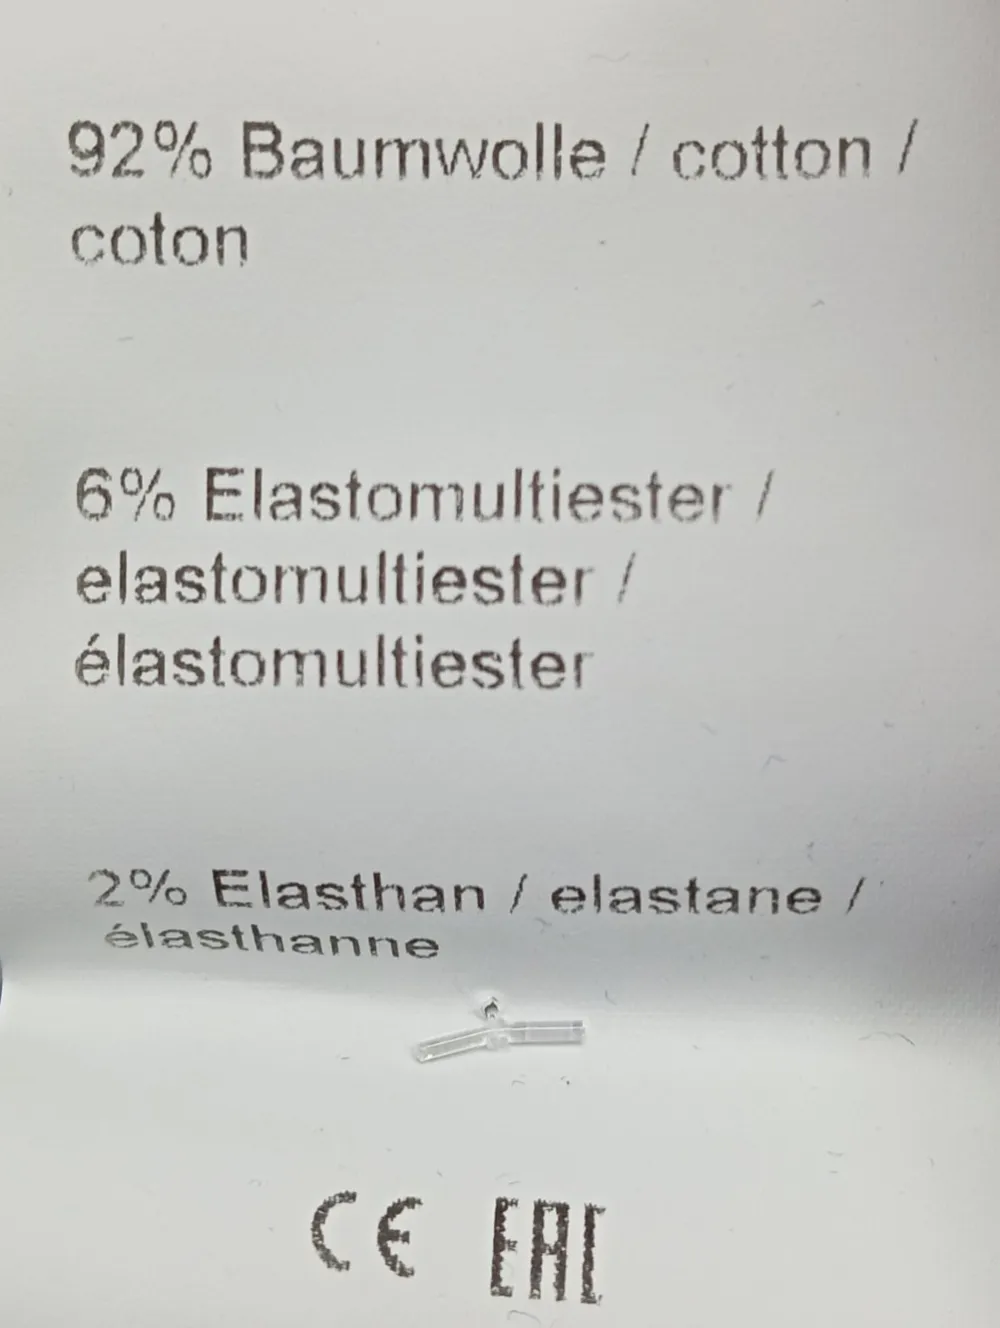 92% Baumwolle / cotton /
coton
6% Elastomultiester /
elastomultiester /
élastomultiester
2% Elasthan / elastane /
élasthanne
CE EAC